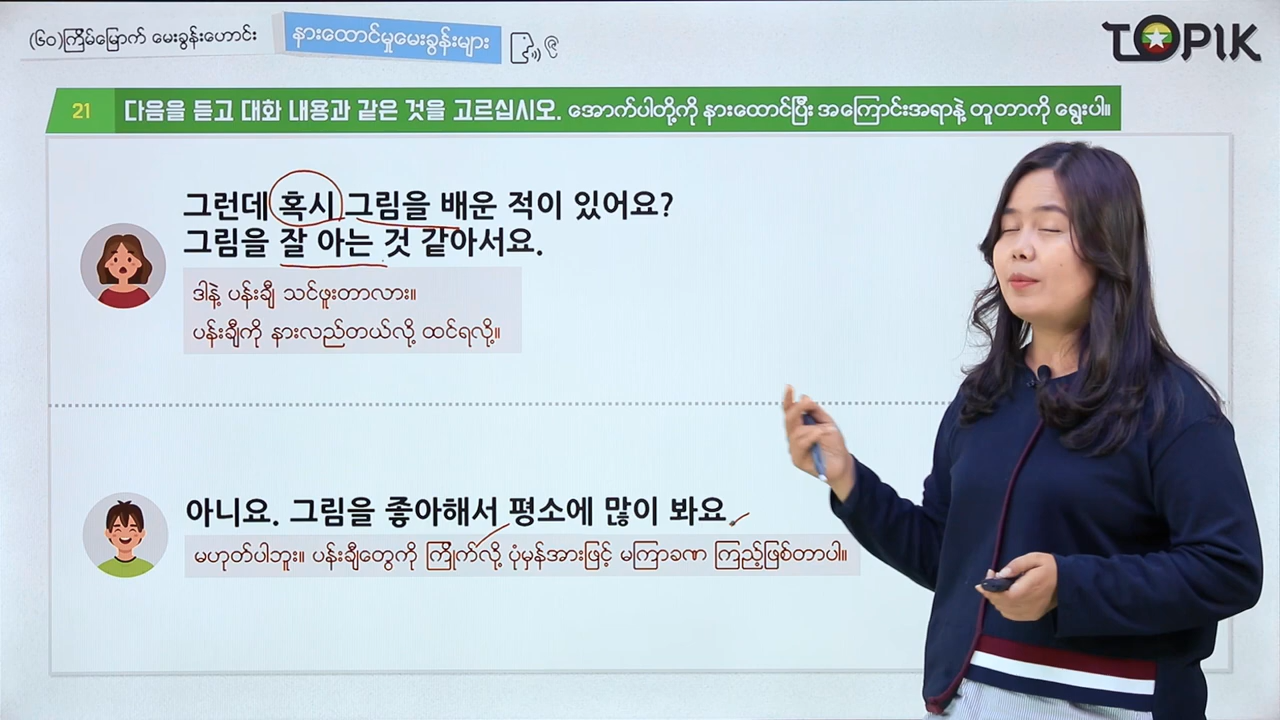 (၆၀)ကြိမ်မြောက် မေးခွန်းဟောင်း
နားထောင်မှုမေးခွန်းများ
၉
TOPIK
21 다음을 듣고 대화 내용과 같은 것을 고르십시오. အောက်ပါတို့ကို နားထောင်ပြီး အကြောင်းအရာနဲ့ တူတာကို ရွေးပါ။
그런데 혹시 그림을 배운 적이 있어요?
그림을 잘 아는 것 같아서요.
ဒါနဲ့ ပန်းချီ သင်ဖူးတာလား။
ပန်းချီကို နားလည်တယ်လို့ ထင်ရလို့။
아니요. 그림을 좋아해서 평소에 많이 봐요.
မဟုတ်ပါဘူး။ ပန်းချီတွေကို ကြိုက်လို့ ပုံမှန်အားဖြင့် မကြာခဏ ကြည့်ဖြစ်တာပါ။